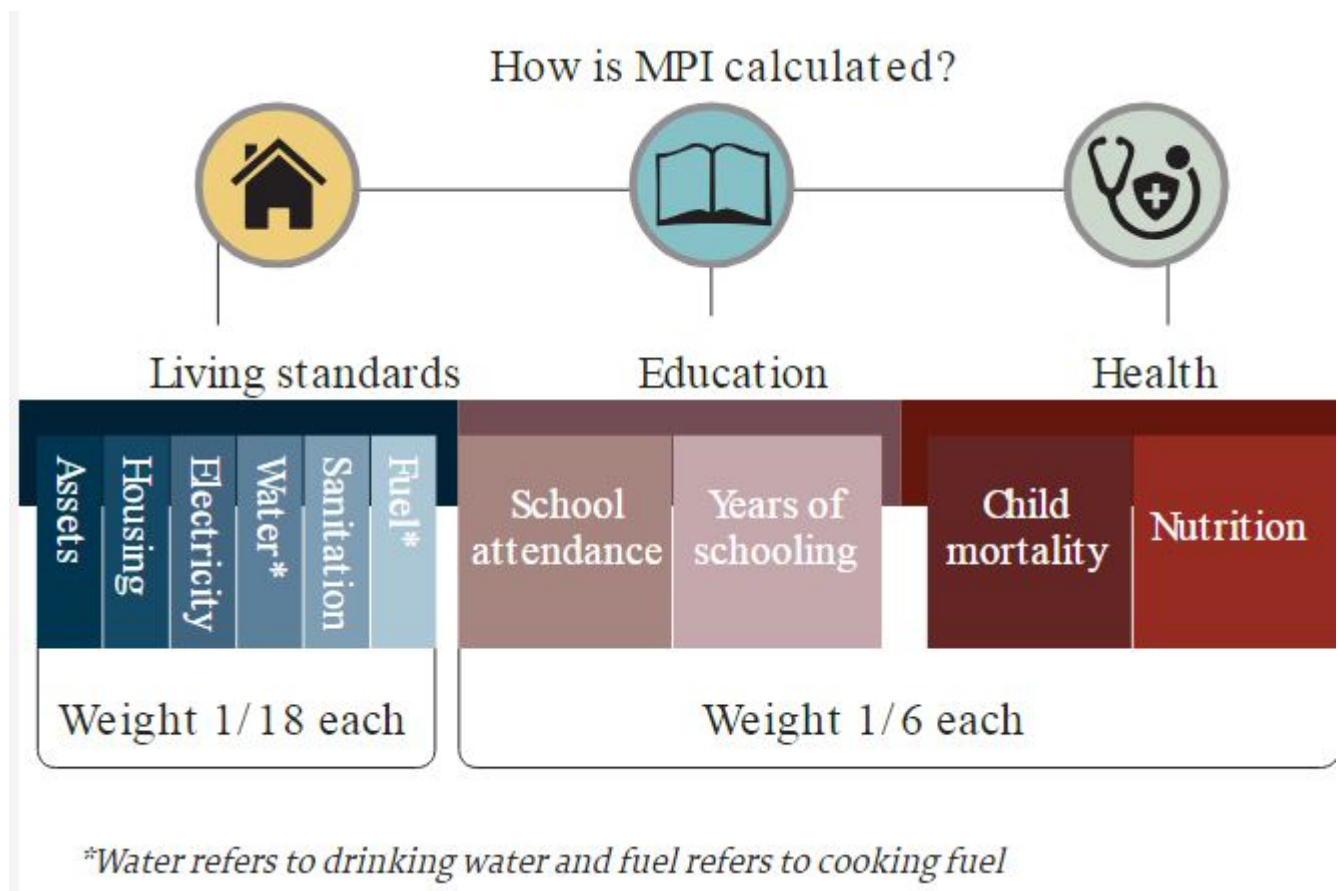 How is MPI calculated?
Living standards
Education
Health
Assets
Housing
Electricity
Water*
Sanitation
Fuel*
School
attendance
Years of
schooling
Child
mortality
Nutrition
Weight 1/18 each
Weight 1/6 each
*Water refers to drinking water and fuel refers to cooking fuel